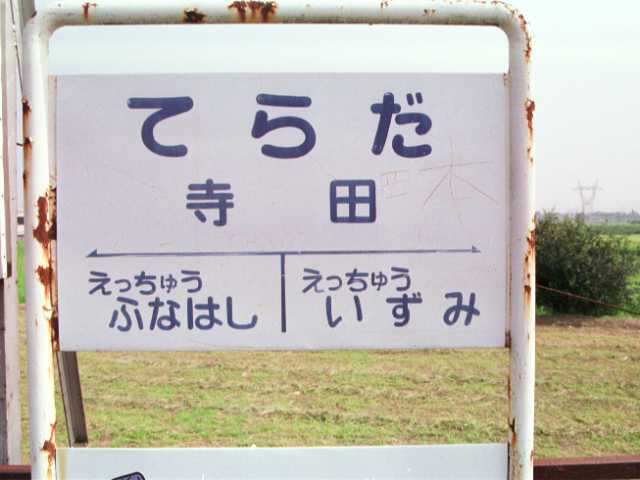 てらだ
寺田
えっちゅう えっちゅう
ふなはし いずみ